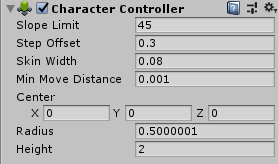 Character Controller
Slope Limit 45
Step Offset 0.3
Skin Width 0.08
Min Move Distance 0.001
Center
X 0 Y 0 Z 0
Radius 0.5000001
Height 2